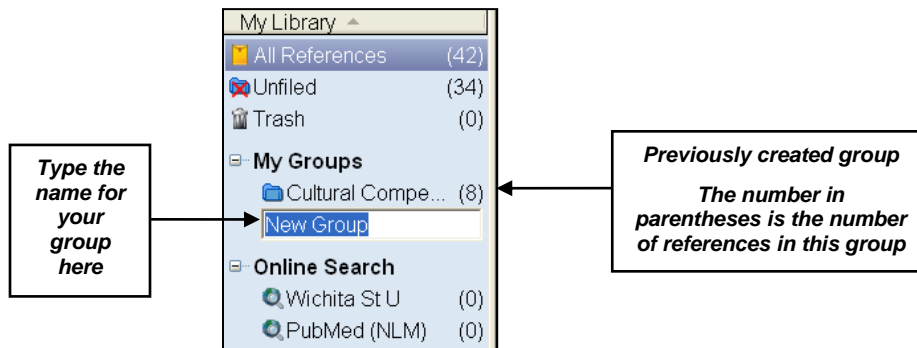 My Library
All References (42)
Unfiled (34)
Trash (0)
My Groups
Cultural Compe... (8)
New Group
Online Search
Wichita St U (0)
PubMed (NLM) (0)
Type the
name for
your
group
here
Previously created group
The number in
parentheses is the number
of references in this group